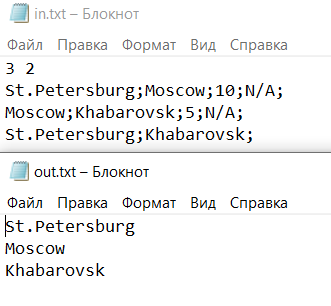 in.txt – Блокнот
Файл Правка Формат Вид Справка
3 2
St.Petersburg;Moscow;10;N/A;
Moscow;Khabarovsk;5;N/A;
St.Petersburg;Khabarovsk;
out.txt – Блокнот
Файл Правка Формат Вид Справка
St.Petersburg
Moscow
Khabarovsk